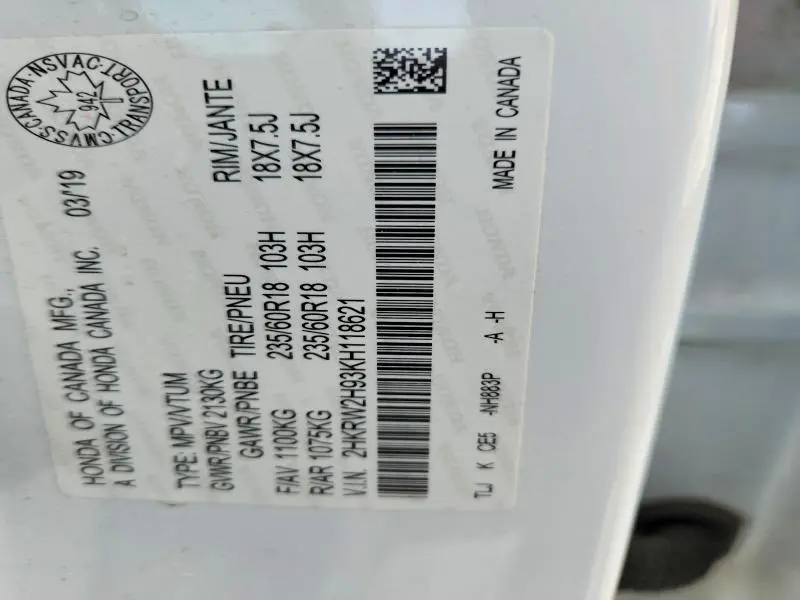 HONDA OF CANADA MFG., 03/19
A DIVISION OF HONDA CANADA INC.
CANADA·NSVAC·TRANSPORT·CMVSS·
942
TYPE: MPV/VTUM
GVWR/PNBV 2130KG
GAWR/PNBE TIRE/PNEU RIM/JANTE
F/AV 1100KG 235/60R18 103H 18X7.5J
R/AR 1075KG 235/60R18 103H 18X7.5J
V.I.N. 2HKRW2H93KH118621
TLJ K CE5 -NH883P -A -H MADE IN CANADA